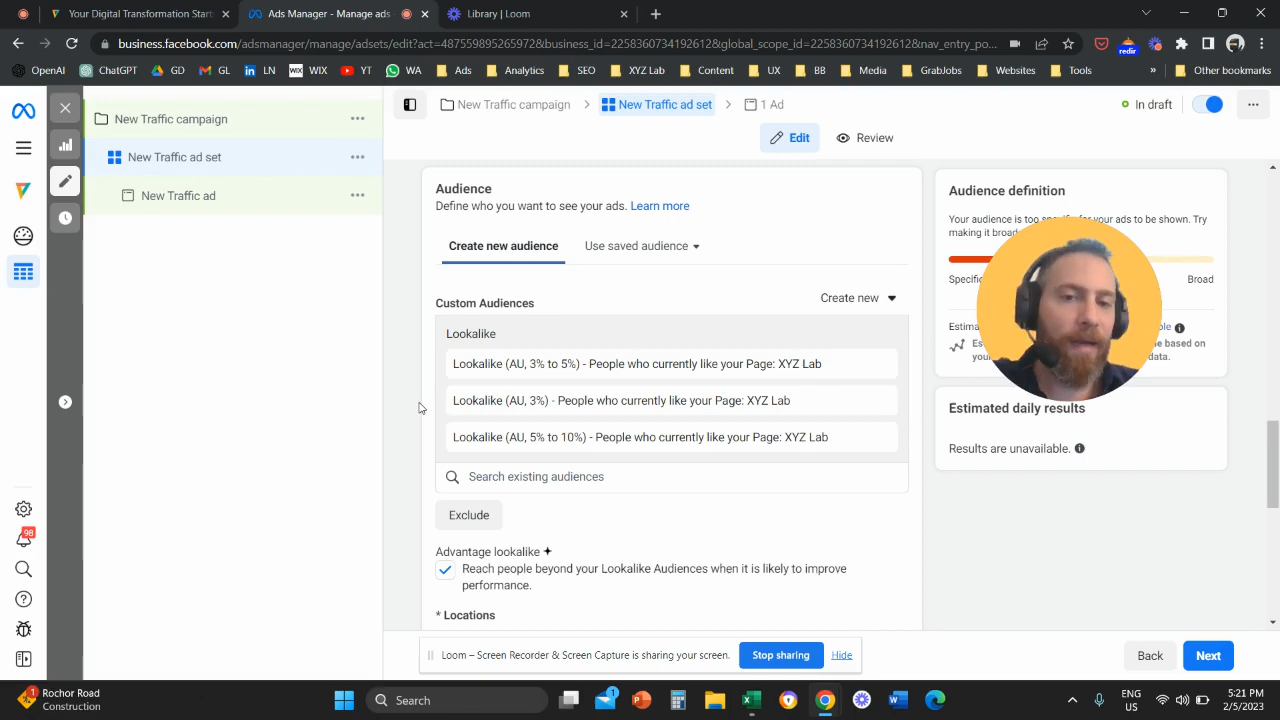 Your Digital Transformation Start
Ads Manager - Manage ads
Library | Loom
business.facebook.com/adsmanager/manage/adsets/edit?act=487559895265972&business_id=2258360734192612&global_scope_id=2258360734192612&nav_entry_po...
redir
OpenAI
ChatGPT
GD
GL
LN
WIX
WIX
YT
WA
Ads
Analytics
SEO
XYZ Lab
Content
UX
BB
Media
GrabJobs
Websites
Tools
»
Other bookmarks
New Traffic campaign
New Traffic ad set
1 Ad
In draft
New Traffic campaign
New Traffic ad set
New Traffic ad
Edit
Review
Audience
Define who you want to see your ads. Learn more
Create new audience
Use saved audience
Custom Audiences
Create new
Lookalike
Lookalike (AU, 3% to 5%) - People who currently like your Page: XYZ Lab
Lookalike (AU, 3%) - People who currently like your Page: XYZ Lab
Lookalike (AU, 5% to 10%) - People who currently like your Page: XYZ Lab
Search existing audiences
Exclude
Advantage lookalike
Reach people beyond your Lookalike Audiences when it is likely to improve
performance.
* Locations
Audience definition
Your audience is too for your ads to be shown. Try
making it
Broad
based on
data.
Estimated daily results
Results are unavailable.
98
Loom – Screen Recorder & Screen Capture is sharing your screen.
Stop sharing
Hide
Back
Next
1
Rochor Road
Construction
Search
1
ENG
US
5:21 PM
2/5/2023